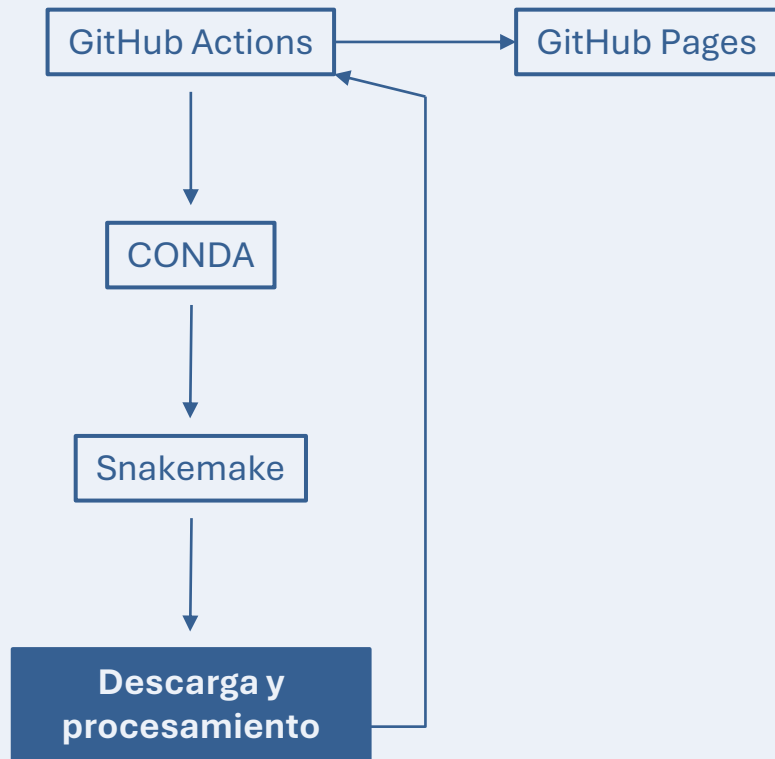 GitHub Actions
GitHub Pages
CONDA
Snakemake
Descarga y
procesamiento